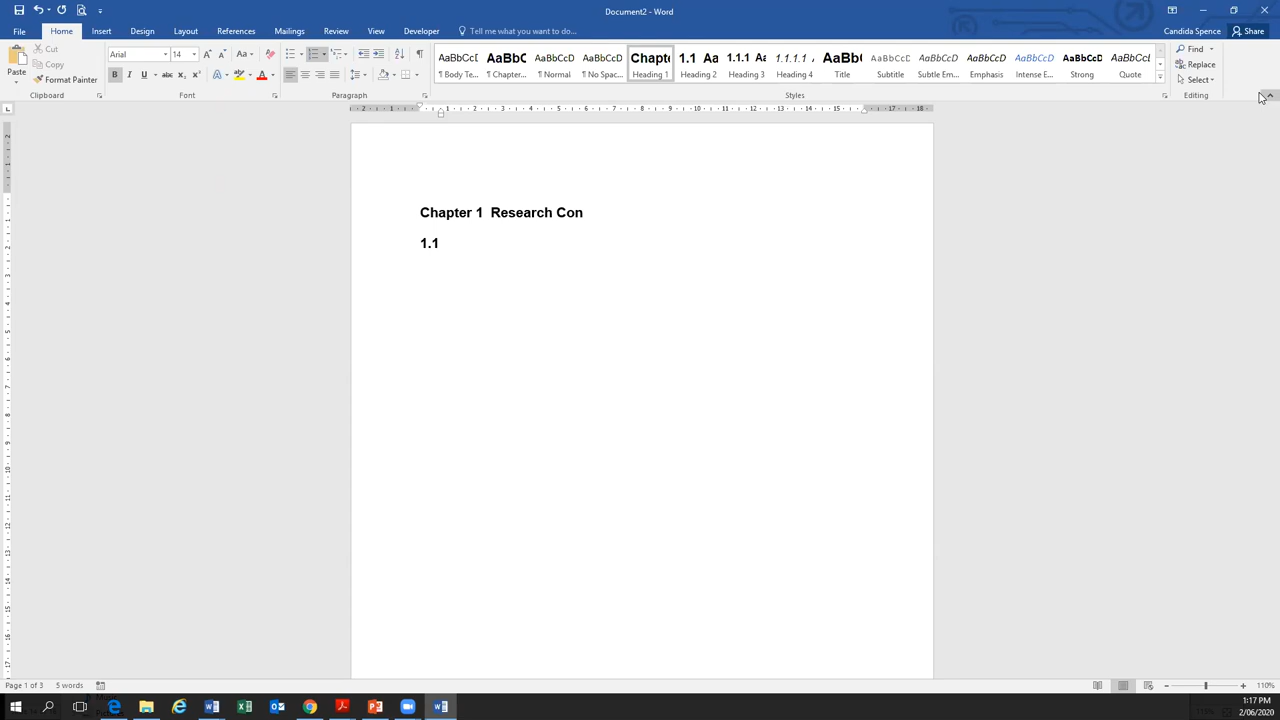 Document2 - Word
Candida Spence
Share
File Home Insert Design Layout References Mailings Review View Developer Tell me what you want to do...
Paste
Cut
Copy
Format Painter
Clipboard
Arial 14
Font
Paragraph
AaBbCcD AaBbC AaBbCcD AaBbCcD Chapte 1.1 Aa 1.1.1 Aa 1.1.1.1 AaBb( AaBbCcD AaBbCcD AaBbCcD AaBbCcD AaBbCc AaBbCcl
¶ Body Te... ¶ Chapter... ¶ Normal ¶ No Spac... Heading 1 Heading 2 Heading 3 Heading 4 Title Subtitle Subtle Em... Emphasis Intense E... Strong Quote
Styles
Find
Replace
Select
Editing
Chapter 1 Research Con
1.1
Page 1 of 3 5 words
110%
1:17 PM
2/06/2020